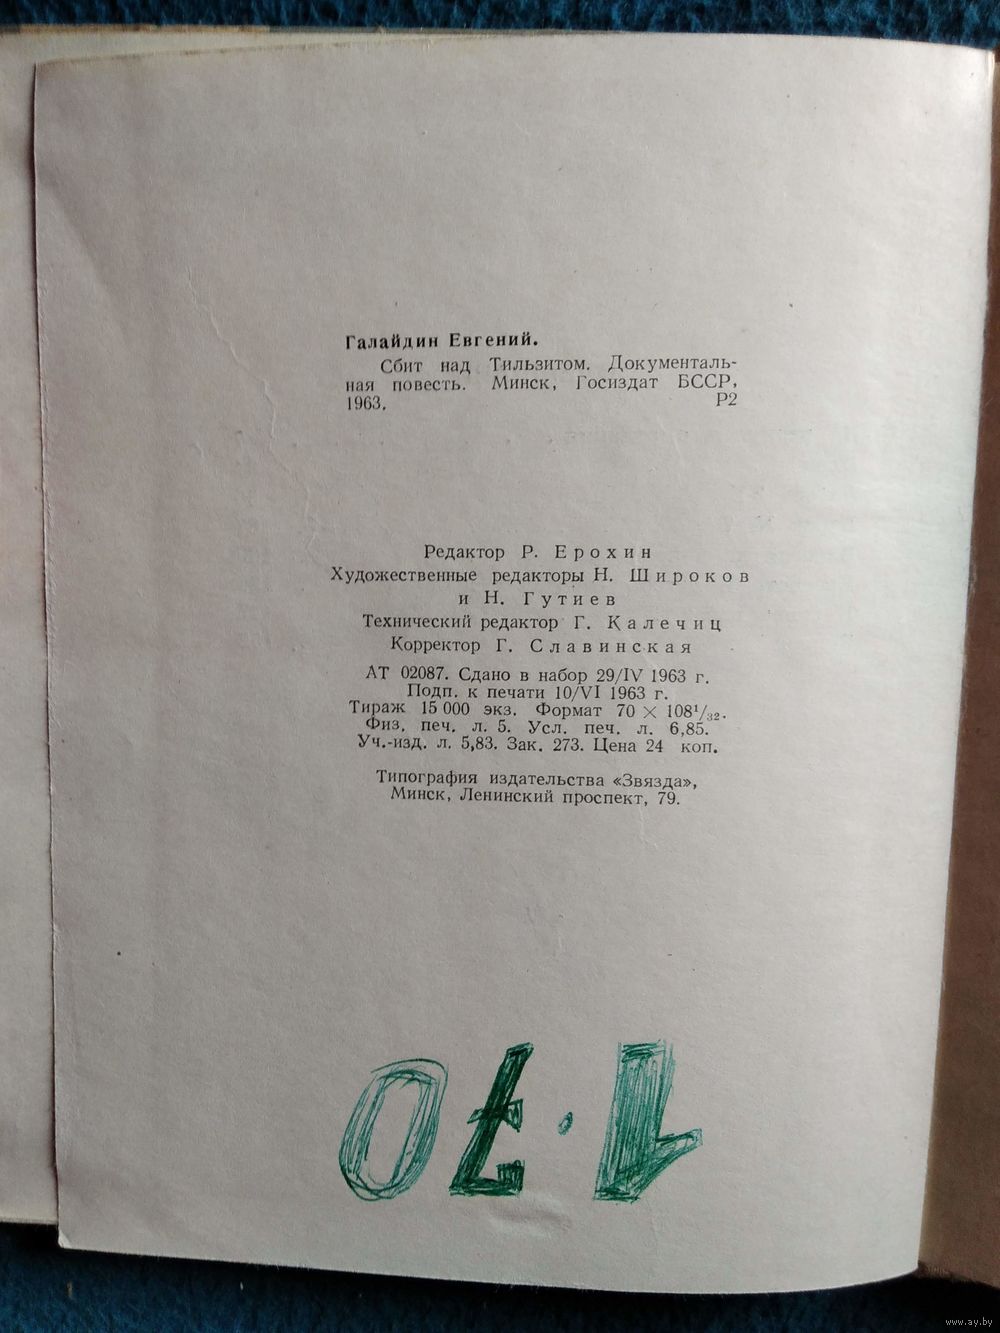 Галайдин Евгений.
Сбит над Тильзитом. Документаль-
ная повесть. Минск, Госиздат БССР,
1963. Р2
Редактор Р. Ерохин
Художественные редакторы Н. Широков
и Н. Гутиев
Технический редактор Г. Калечиц
Корректор Г. Славинская
АТ 02087. Сдано в набор 29/IV 1963 г.
Подп. к печати 10/VI 1963 г.
Тираж 15 000 экз. Формат 70 × 108¹/₃₂.
Физ. печ. л. 5. Усл. печ. л. 6,85.
Уч.-изд. л. 5,83. Зак. 273. Цена 24 коп.
Типография издательства «Звязда»,
Минск, Ленинский проспект, 79.
1.70
www.ay.by